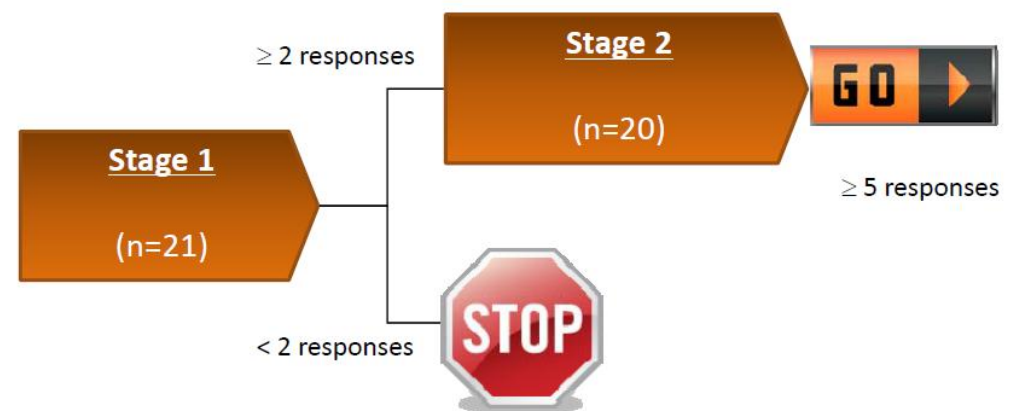 Stage 1
(n=21)
≥ 2 responses
< 2 responses
Stage 2
(n=20)
STOP
GO
≥ 5 responses